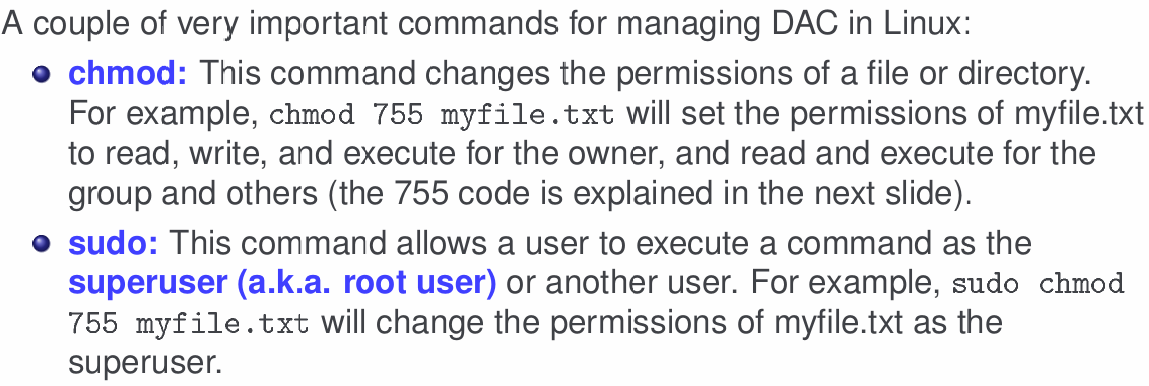 A couple of very important commands for managing DAC in Linux:
chmod: This command changes the permissions of a file or directory.
For example, chmod 755 myfile.txt will set the permissions of myfile.txt
to read, write, and execute for the owner, and read and execute for the
group and others (the 755 code is explained in the next slide).
sudo: This command allows a user to execute a command as the
superuser (a.k.a. root user) or another user. For example, sudo chmod
755 myfile.txt will change the permissions of myfile.txt as the
superuser.